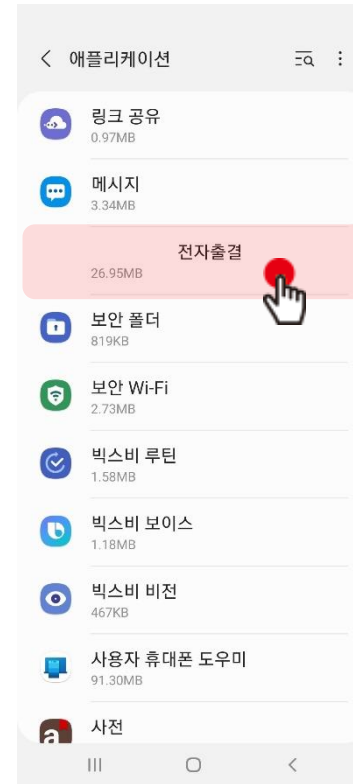 애플리케이션
링크 공유
0.97MB
메시지
3.34MB
전자출결
26.95MB
보안 폴더
819KB
보안 Wi-Fi
2.73MB
빅스비 루틴
1.58MB
빅스비 보이스
1.18MB
빅스비 비전
467KB
사용자 휴대폰 도우미
91.30MB
사전